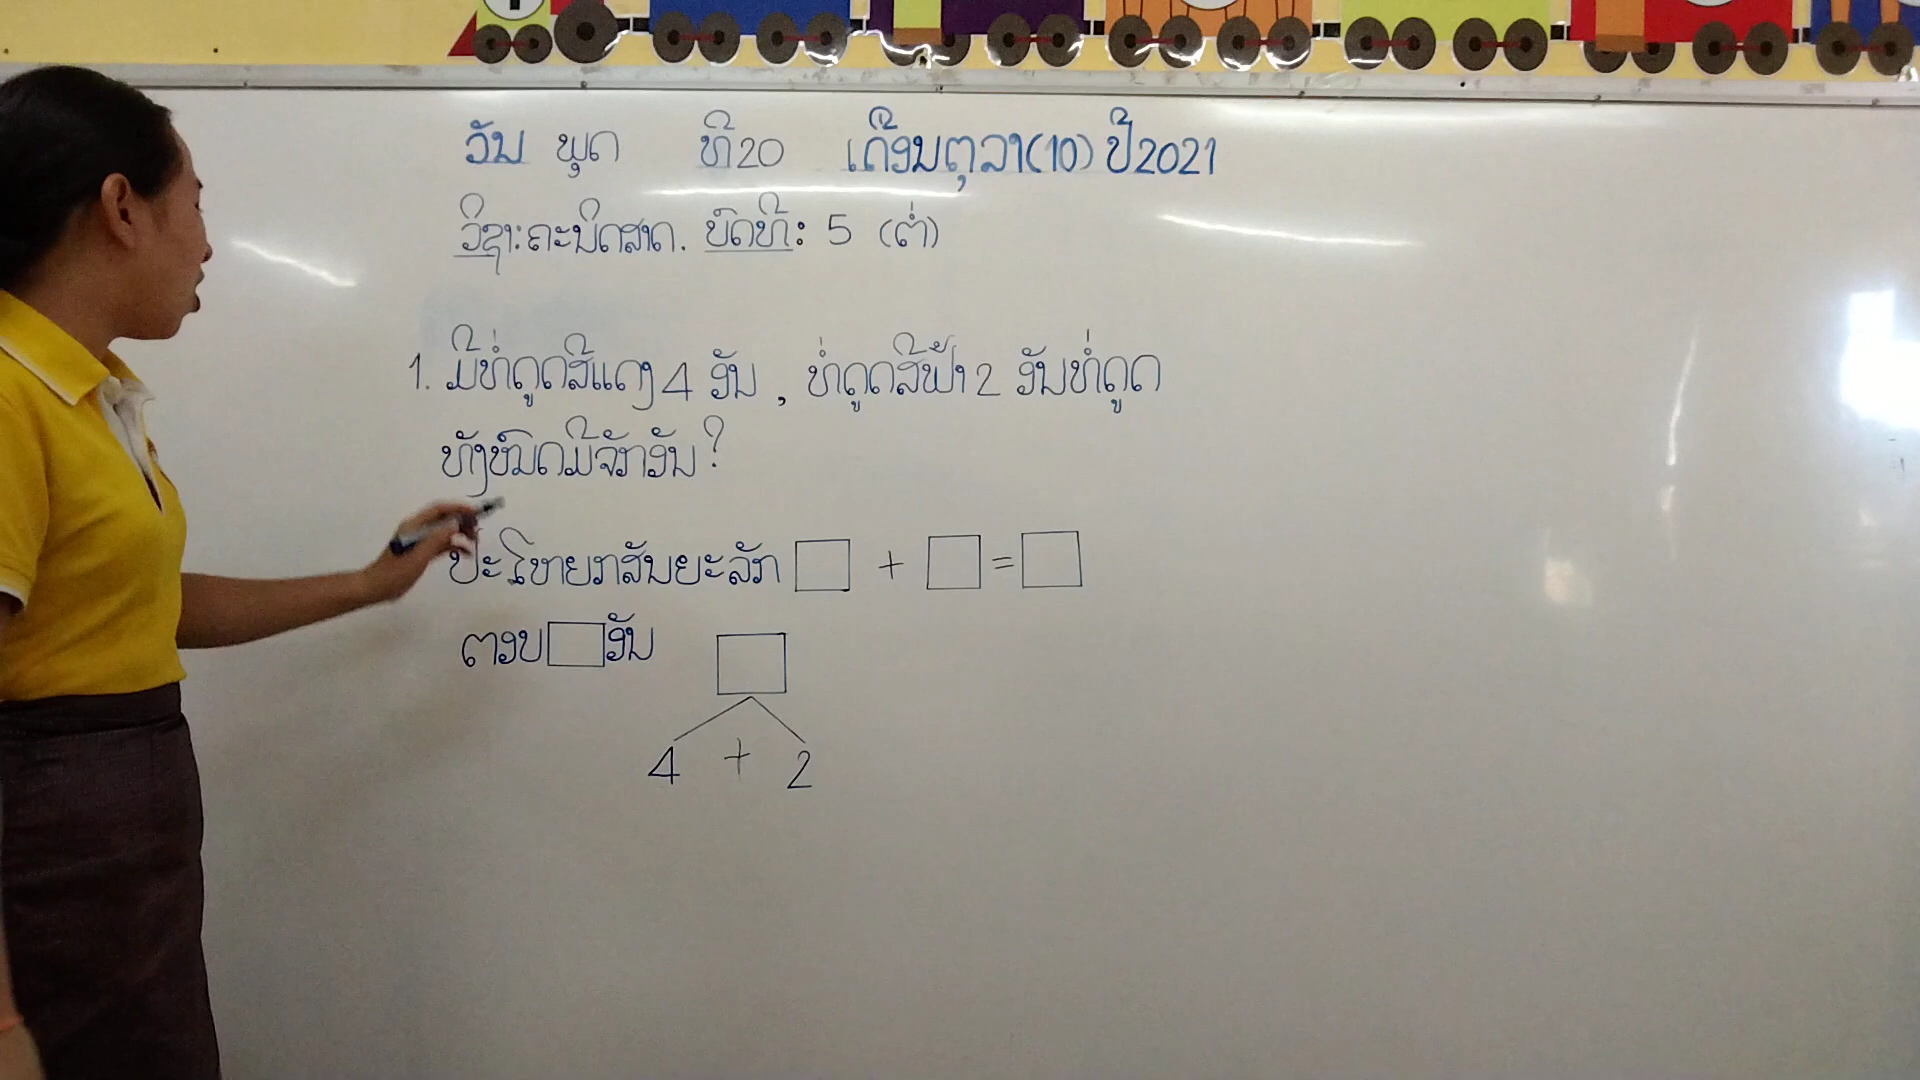 ວັນ ພຸດ ທີ20 ເດືອນຕຸລາ(10) ປີ2021
ວິຊາ: ຄະນິດສາດ. ບົດທີ: 5 (ຕໍ່)
1. ມີທໍ່ດູດສີແດງ 4 ອັນ , ທໍ່ດູດສີຟ້າ 2 ອັນທໍ່ດູດ
ທັງໝົດມີຈັກອັນ?
ປະໂຫຍກສັນຍະລັກ □ + □ = □
ຕອບ □ ອັນ
□
4 + 2